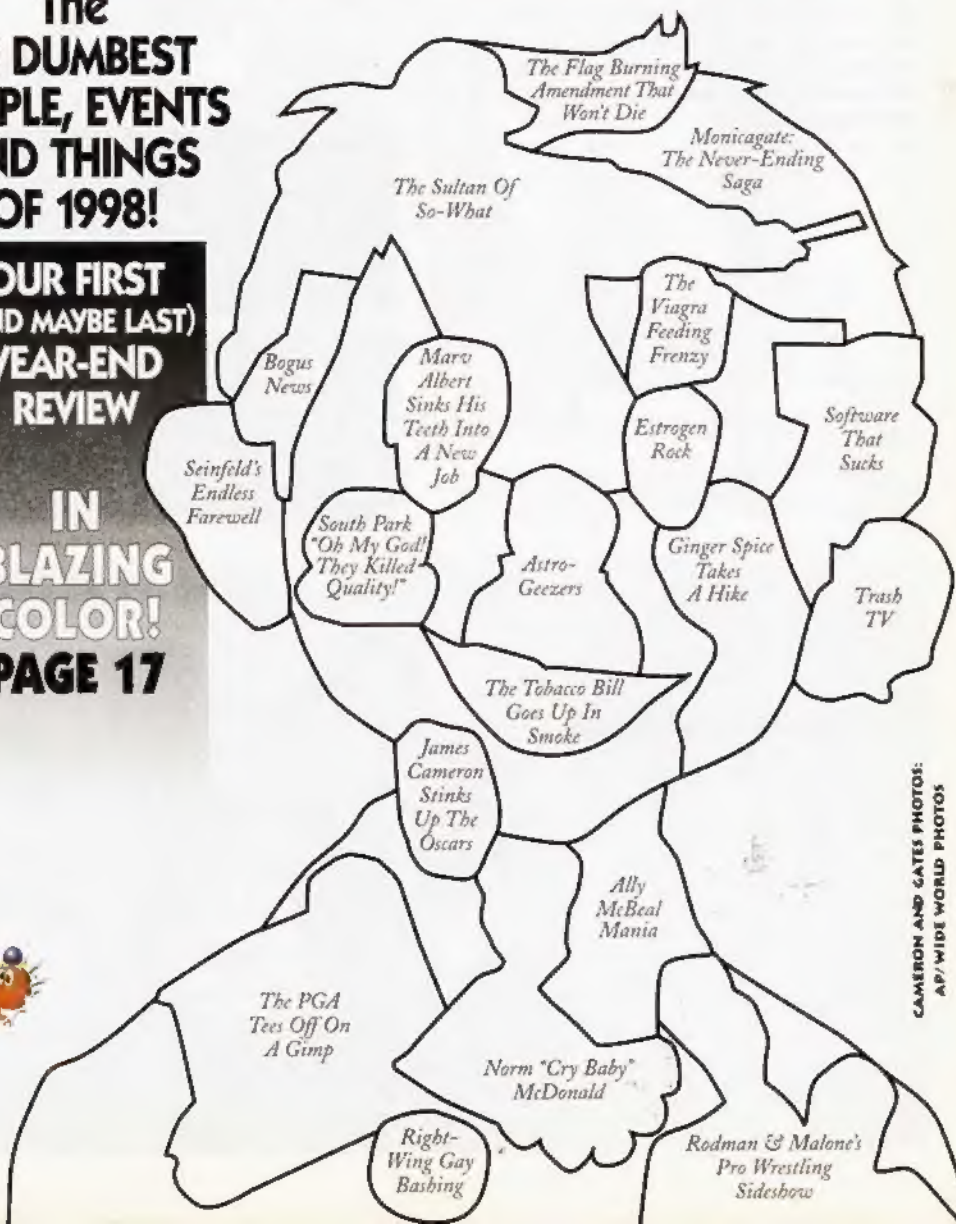 The
DUMBEST
PLE, EVENTS
ND THINGS
OF 1998!
OUR FIRST
ND MAYBE LAST)
YEAR-END
REVIEW
IN
BLAZING
COLOR!
PAGE 17
The Flag Burning
Amendment That
Won't Die
Monicagate:
The Never-Ending
Saga
The Sultan Of
So-What
The
Viagra
Feeding
Frenzy
Bogus
News
Marv
Albert
Sinks His
Teeth Into
A New
Job
Estrogen
Rock
Software
That
Sucks
Seinfeld's
Endless
Farewell
South Park
"Oh My God!
They Killed
Quality!"
Astro-
Geezers
Ginger Spice
Takes
A Hike
Trash
TV
The Tobacco Bill
Goes Up In
Smoke
James
Cameron
Stinks
Up The
Oscars
Ally
McBeal
Mania
The PGA
Tees Off On
A Gimp
Norm "Cry Baby"
McDonald
Right-
Wing Gay
Bashing
Rodman & Malone's
Pro Wrestling
Sideshow
CAMERON AND GATES PHOTOS:
AP/WIDE WORLD PHOTOS